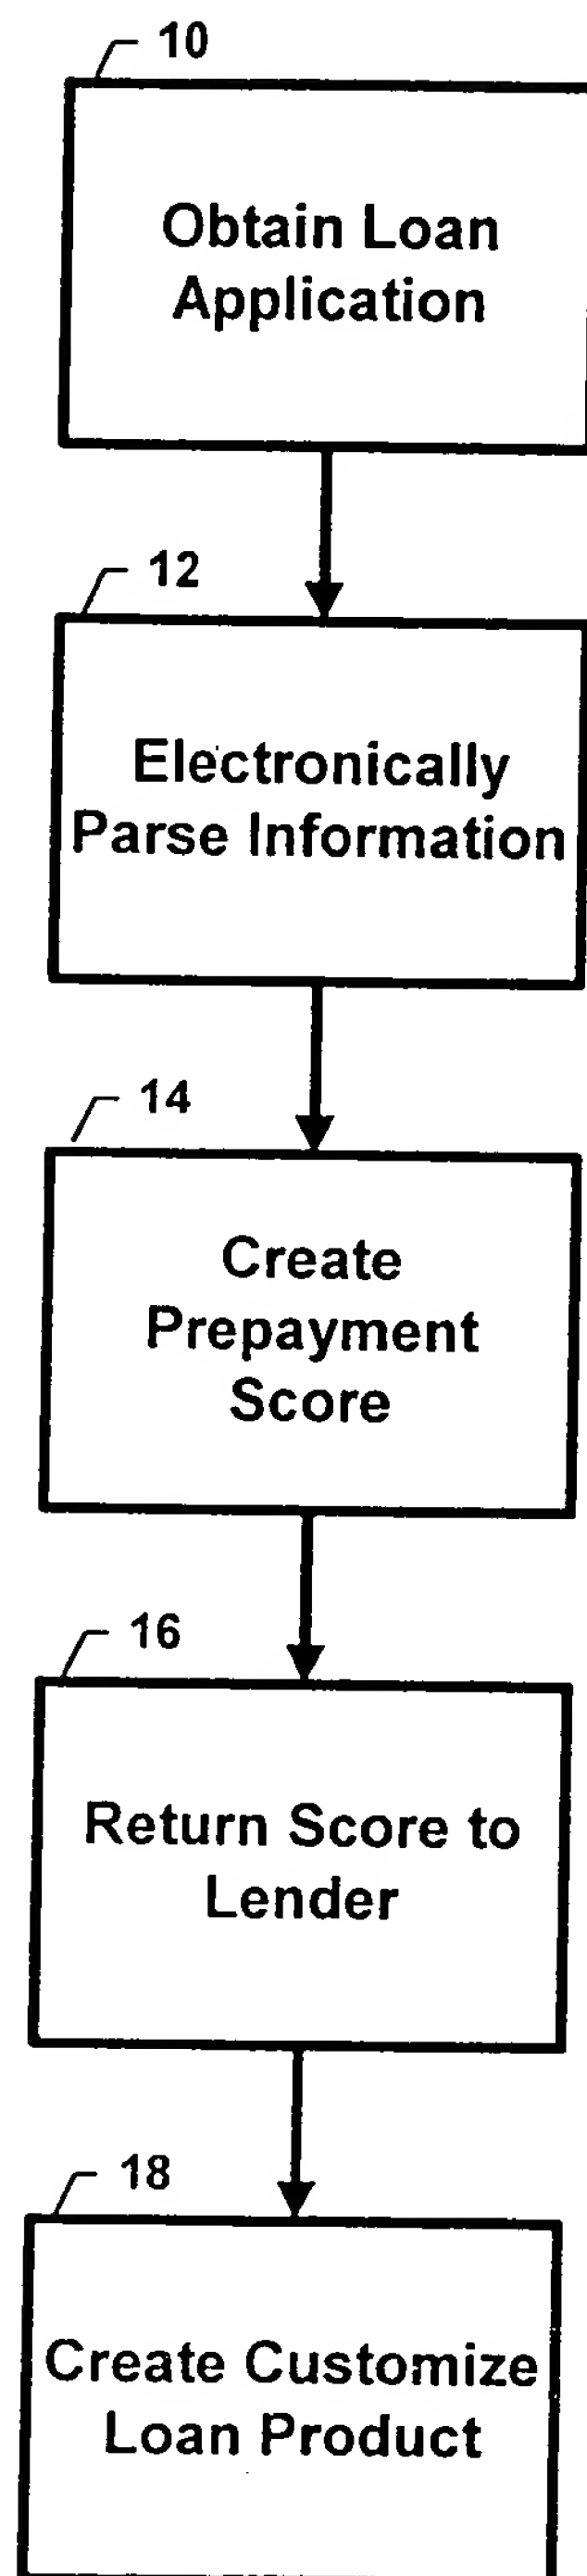 10
Obtain Loan
Application
12
Electronically
Parse Information
14
Create
Prepayment
Score
16
Return Score to
Lender
18
Create Customize
Loan Product